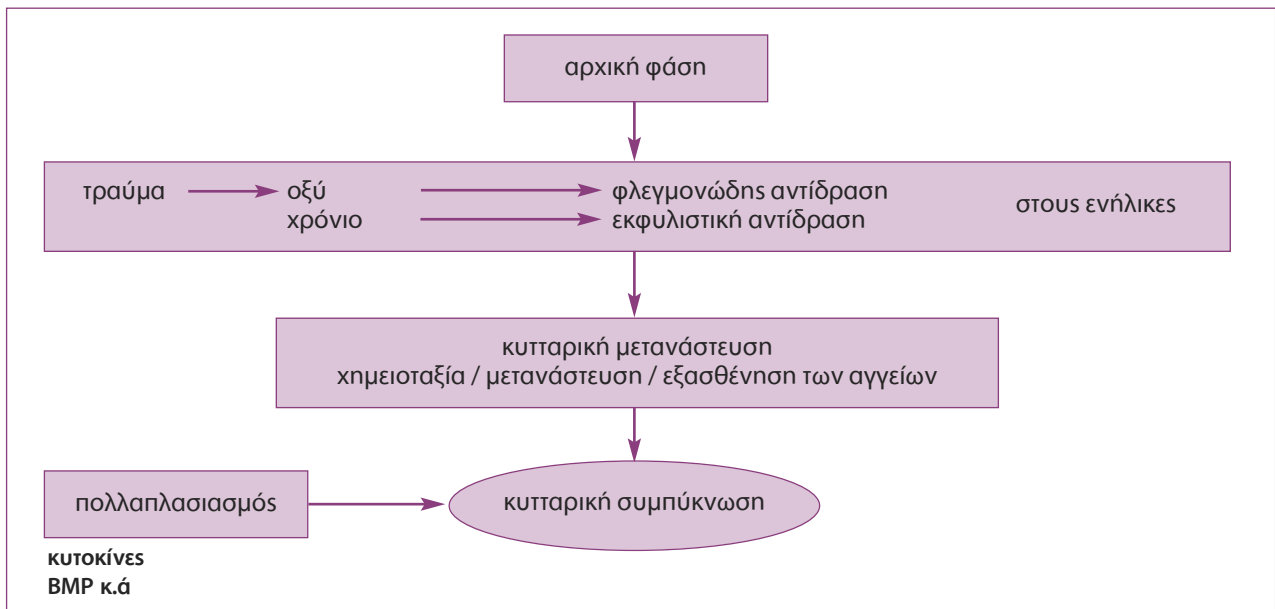 αρχική φάση
τραύμα οξύ φλεγμονώδης αντίδραση
χρόνιο εκφυλιστική αντίδραση
στους ενήλικες
κυτταρική μετανάστευση
χημειοταξία / μετανάστευση / εξασθένηση των αγγείων
πολλαπλασιασμός
κυτταρική συμπύκνωση
κυτοκίνες
BMP κ.ά